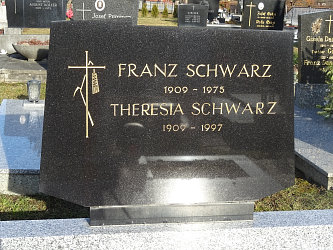 FRANZ SCHWARZ
1909 - 1975
THERESIA SCHWARZ
1909 - 1997